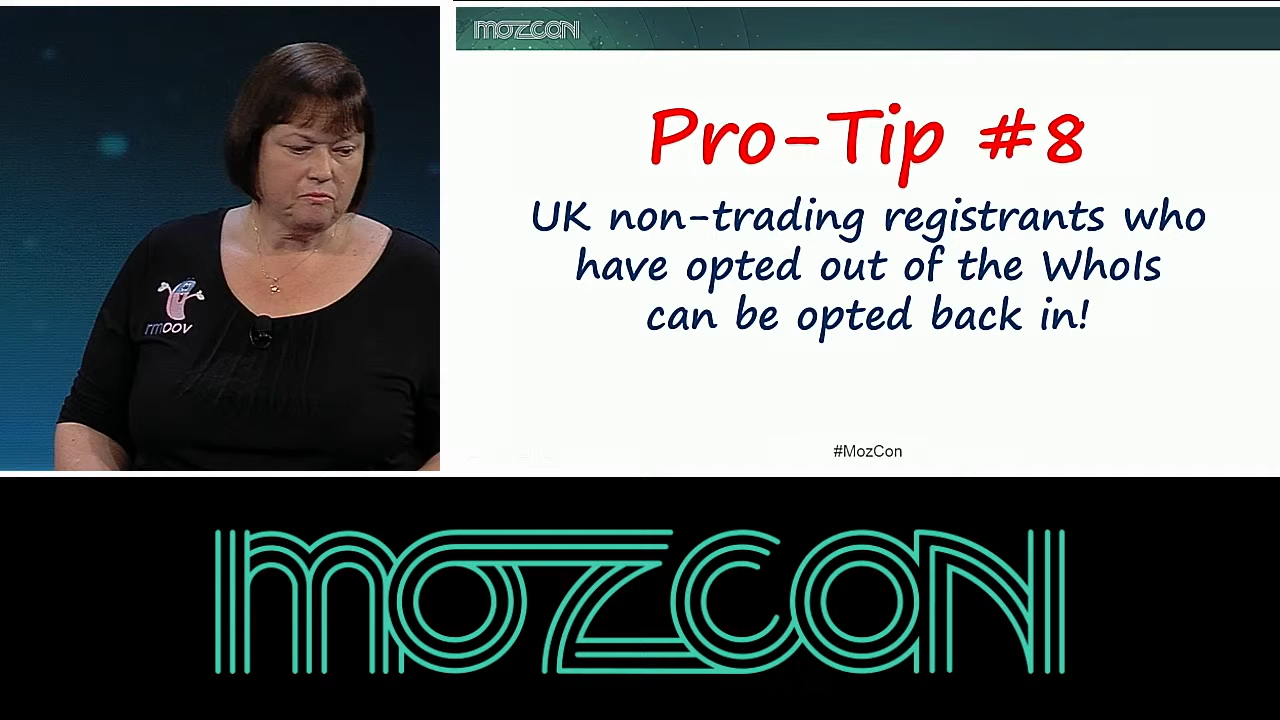 rmoov
MOZCON
Pro-Tip #8
UK non-trading registrants who
have opted out of the WhoIs
can be opted back in!
#MozCon
MOZCON